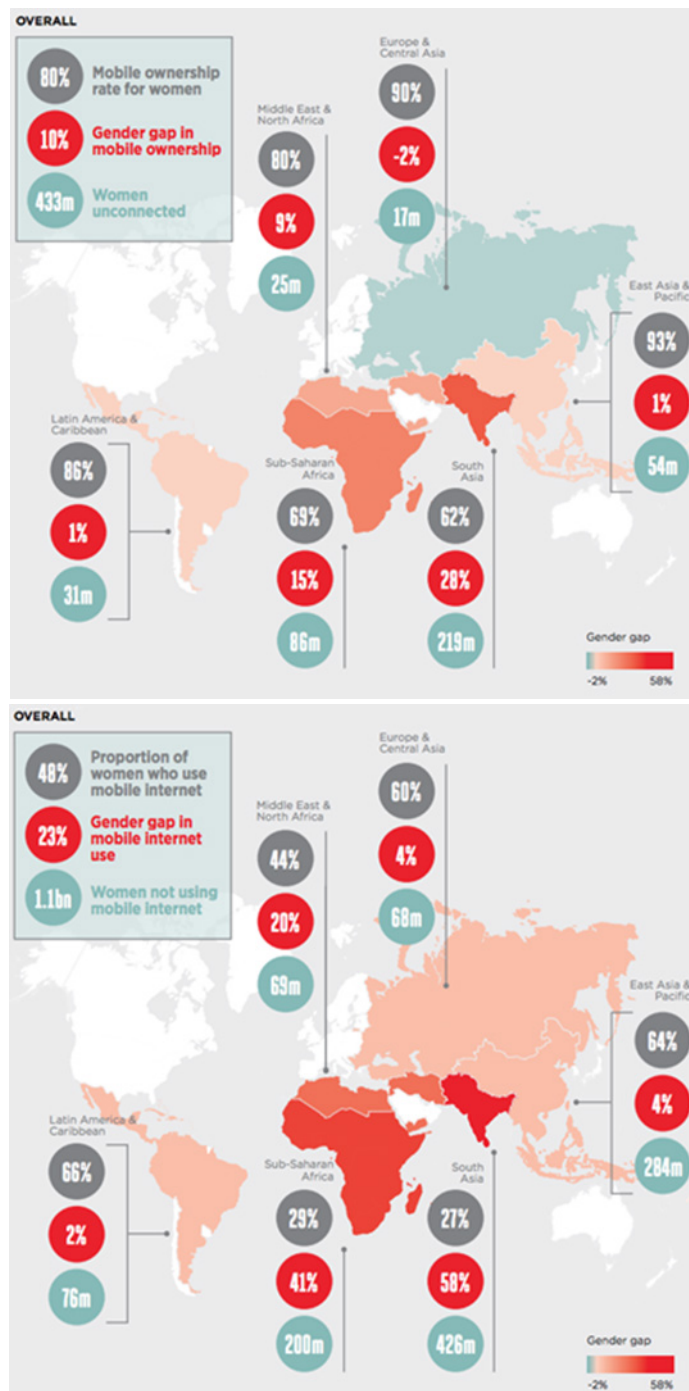 OVERALL
80%
Mobile ownership
rate for women
10%
Gender gap in
mobile ownership
433m
Women
unconnected
Europe &
Central Asia
90%
-2%
17m
Middle East &
North Africa
80%
9%
25m
East Asia &
Pacific
93%
1%
54m
Latin America &
Caribbean
86%
1%
31m
Sub-Saharan
Africa
69%
15%
86m
South
Asia
62%
28%
219m
Gender gap
-2%
58%
OVERALL
48%
Proportion of
women who use
mobile internet
23%
Gender gap in
mobile internet
use
1.1bn
Women not using
mobile internet
Europe &
Central Asia
60%
4%
68m
Middle East &
North Africa
44%
20%
69m
East Asia &
Pacific
64%
4%
284m
Latin America &
Caribbean
66%
2%
76m
Sub-Saharan
Africa
29%
41%
200m
South
Asia
27%
58%
426m
Gender gap
-2%
58%